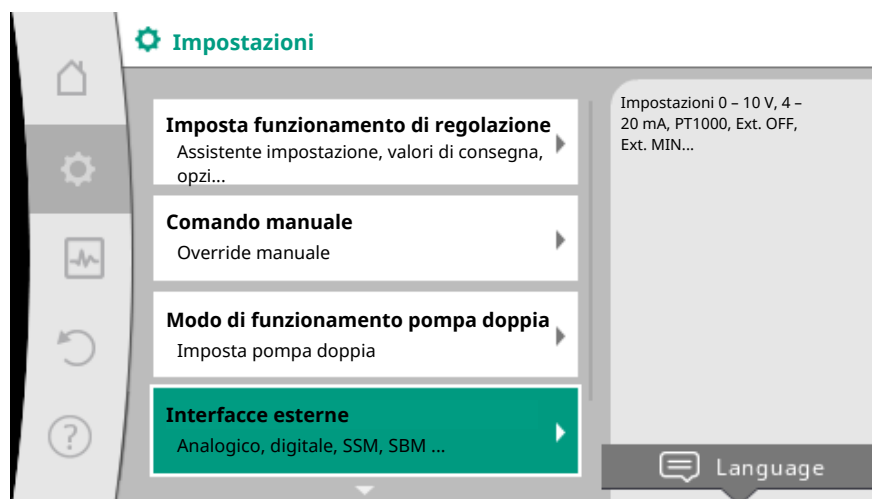 Impostazioni
Imposta funzionamento di regolazione
Assistente impostazione, valori di consegna,
opzi...
Comando manuale
Override manuale
Modo di funzionamento pompa doppia
Imposta pompa doppia
Interfacce esterne
Analogico, digitale, SSM, SBM ...
Impostazioni 0 – 10 V, 4 –
20 mA, PT1000, Ext. OFF,
Ext. MIN...
?
Language